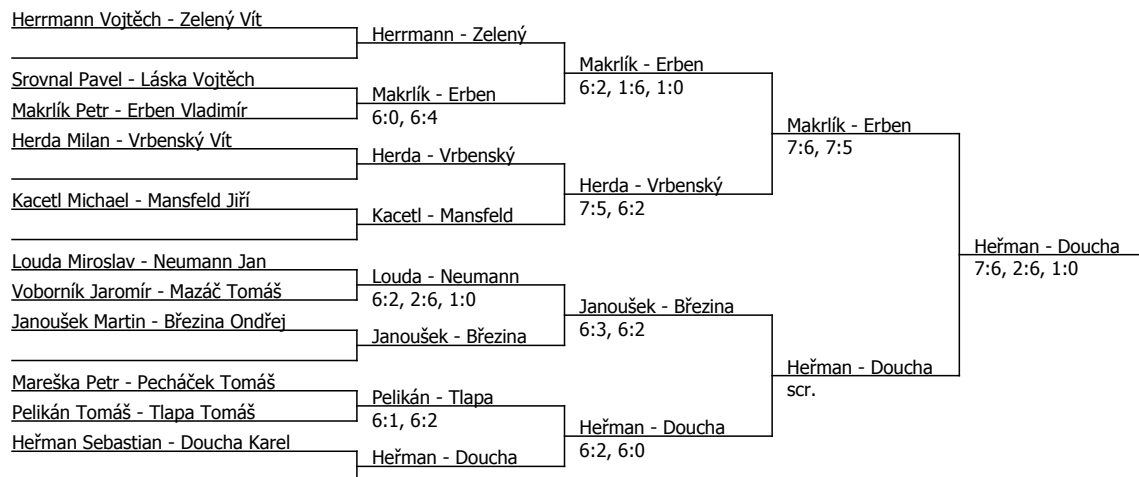 Herrmann Vojtěch - Zelený Vít
Srovnal Pavel - Láska Vojtěch
Makrlík Petr - Erben Vladimír
Herda Milan - Vrbenský Vít
Kacetl Michael - Mansfeld Jiří
Louda Miroslav - Neumann Jan
Voborník Jaromír - Mazáč Tomáš
Janoušek Martin - Březina Ondřej
Mareška Petr - Pecháček Tomáš
Pelikán Tomáš - Tlapa Tomáš
Heřman Sebastian - Doucha Karel
Herrmann - Zelený
Makrlík - Erben
6:0, 6:4
Herda - Vrbenský
Kacetl - Mansfeld
Louda - Neumann
6:2, 2:6, 1:0
Janoušek - Březina
Pelikán - Tlapa
6:1, 6:2
Heřman - Doucha
Makrlík - Erben
6:2, 1:6, 1:0
Herda - Vrbenský
7:5, 6:2
Janoušek - Březina
6:3, 6:2
Heřman - Doucha
6:2, 6:0
Makrlík - Erben
7:6, 7:5
Heřman - Doucha
scr.
Heřman - Doucha
7:6, 2:6, 1:0